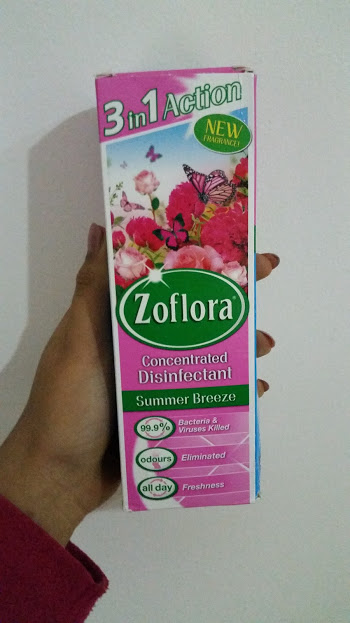 3 in 1 Action
NEW
FRAGRANCE!
Zoflora®
Concentrated
Disinfectant
Summer Breeze
99.9% Bacteria &
Viruses Killed
odours Eliminated
all day Freshness